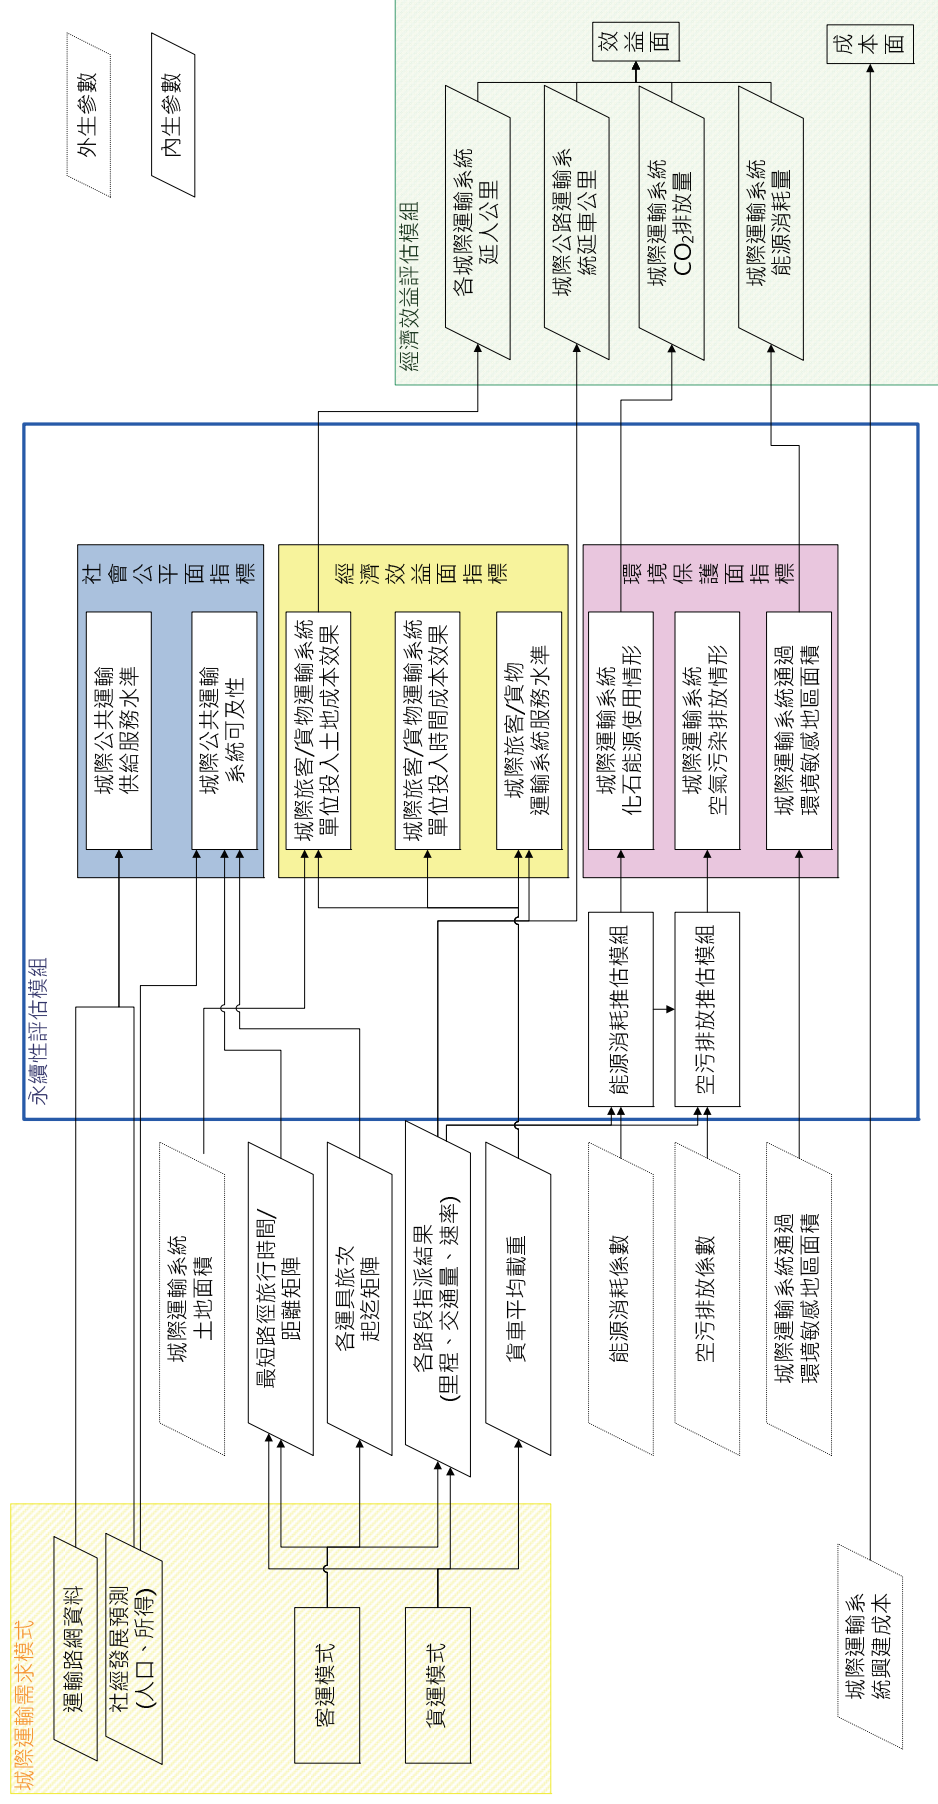 城際運輸需求模式
運輸路網資料
社經發展預測
(人口、所得)
客運模式
貨運模式
城際運輸系
統興建成本
城際運輸系統
土地面積
最短路徑旅行時間/
距離矩陣
各運具旅次
起迄矩陣
各路段指派結果
(里程、交通量、速率)
貨車平均載重
能源消耗係數
空污排放係數
城際運輸系統通過
環境敏感地區面積
永續性評估模組
能源消耗推估模組
空污排放推估模組
社會公平面指標
城際公共運輸
供給服務水準
城際公共運輸
系統可及性
經濟效益面指標
城際旅客/貨物運輸系統
單位投入土地成本效果
城際旅客/貨物運輸系統
單位投入時間成本效果
城際旅客/貨物
運輸系統服務水準
環境保護面指標
城際運輸系統
化石能源使用情形
城際運輸系統
空氣污染排放情形
城際運輸系統通過
環境敏感地區面積
經濟效益評估模組
各城際運輸系統
延人公里
城際公路運輸系
統延車公里
城際運輸系統
CO₂排放量
城際運輸系統
能源消耗量
效益面
成本面
外生參數
內生參數